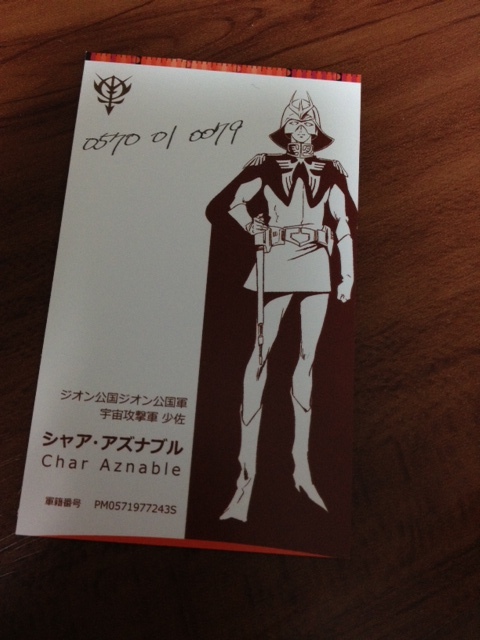 0570 01 0079
ジオン公国ジオン公国軍
宇宙攻撃軍 少佐
シャア・アズナブル
Char Aznable
軍籍番号 PM0571977243S